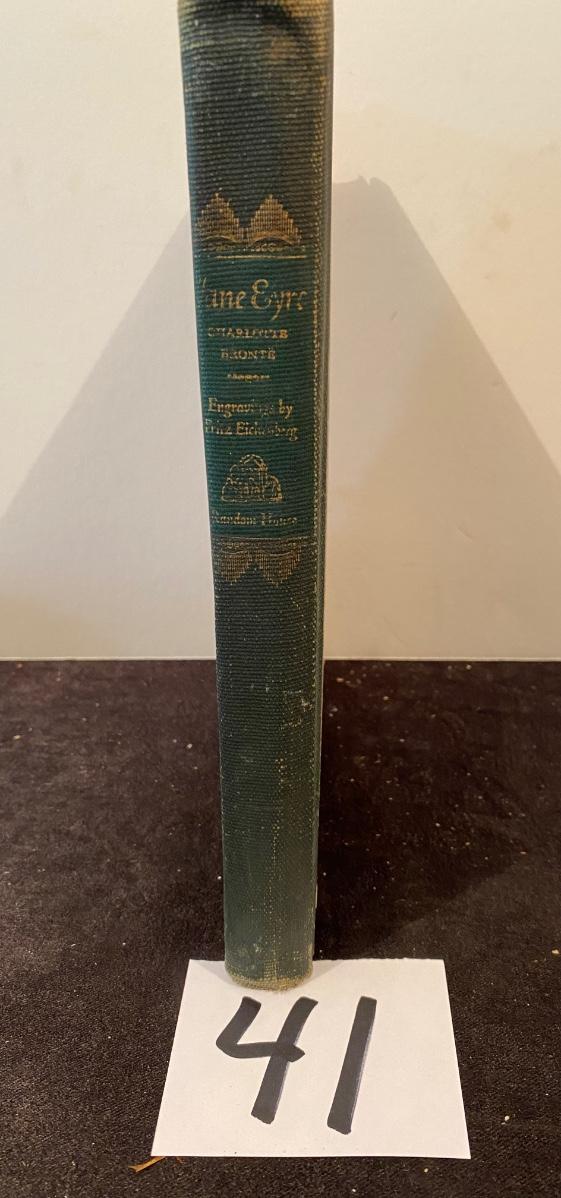 Jane Eyre
CHARLOTTE
BRONTË
Engravings by
Fritz Eichenberg
Random House
41